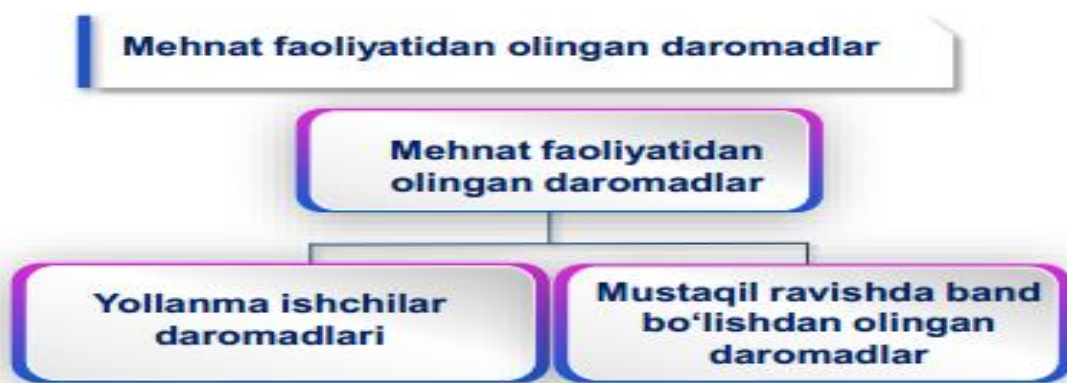 Mehnat faoliyatidan olingan daromadlar
Mehnat faoliyatidan
olingan daromadlar
Yollanma ishchilar
daromadlari
Mustaqil ravishda band
bo‘lishdan olingan
daromadlar